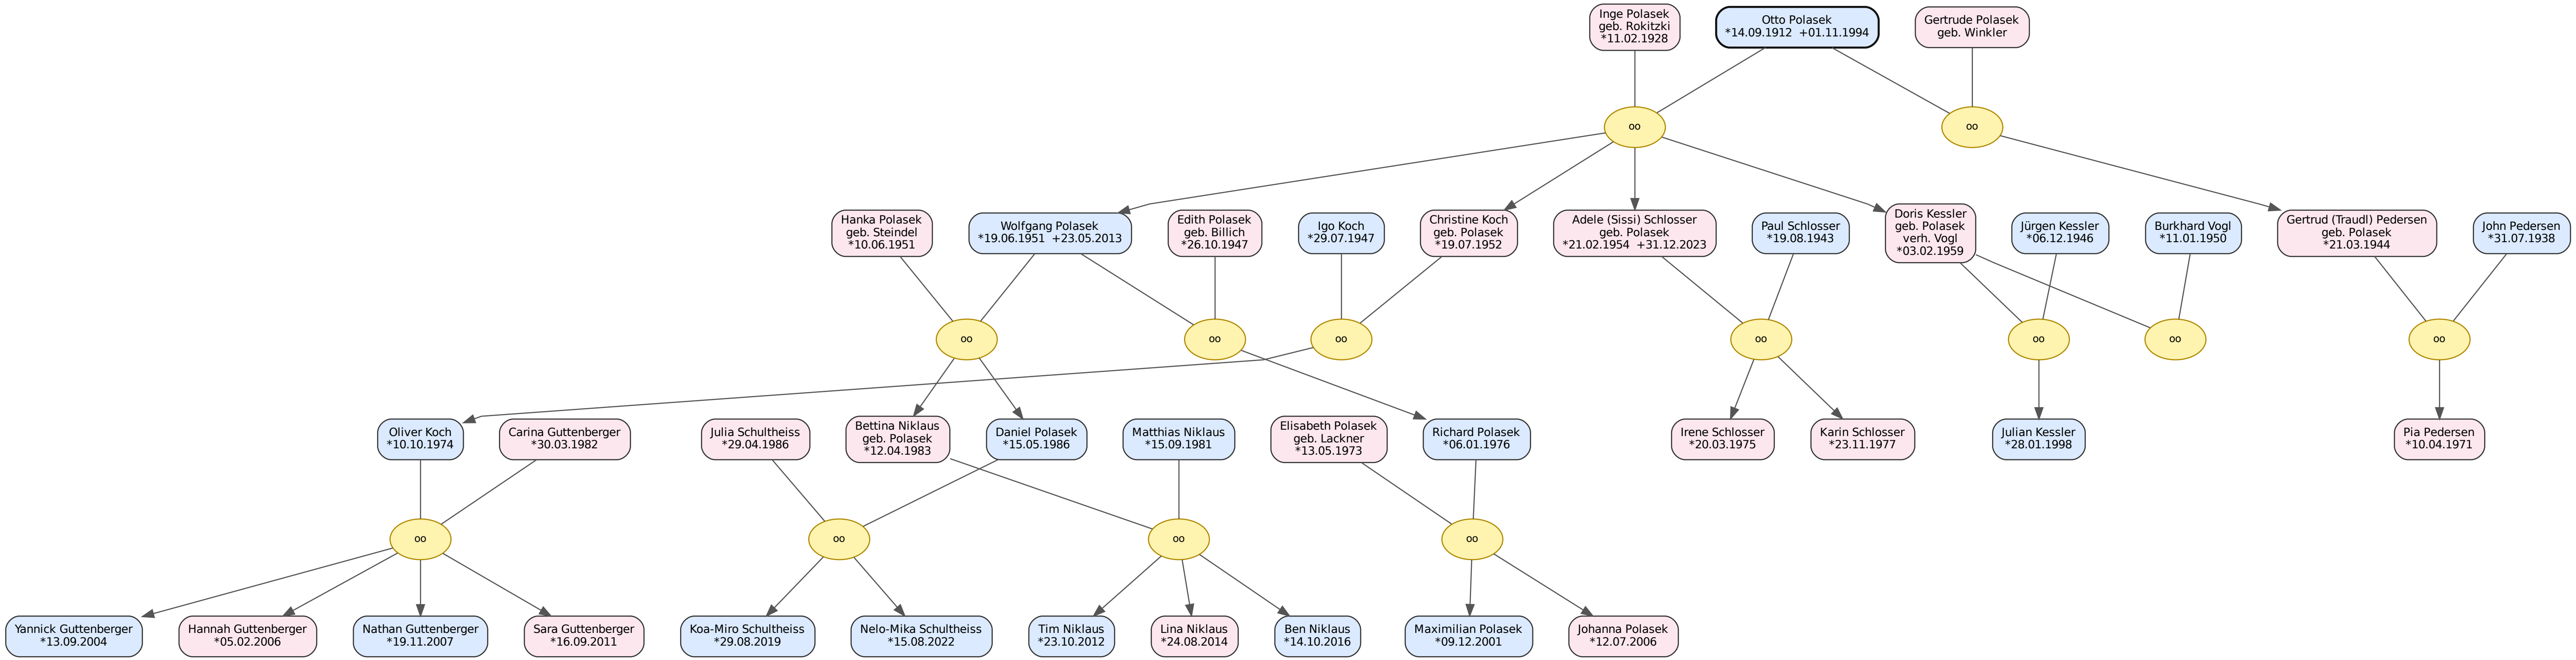 Inge Polasek
geb. Rokitzki
*11.02.1928
Otto Polasek
*14.09.1912 +01.11.1994
Gertrude Polasek
geb. Winkler
oo
oo
Hanka Polasek
geb. Steindel
*10.06.1951
Wolfgang Polasek
*19.06.1951 +23.05.2013
Edith Polasek
geb. Billich
*26.10.1947
Igo Koch
*29.07.1947
Christine Koch
geb. Polasek
*19.07.1952
Adele (Sissi) Schlosser
geb. Polasek
*21.02.1954 +31.12.2023
Paul Schlosser
*19.08.1943
Doris Kessler
geb. Polasek
verh. Vogl
*03.02.1959
Jürgen Kessler
*06.12.1946
Burkhard Vogl
*11.01.1950
Gertrud (Traudl) Pedersen
geb. Polasek
*21.03.1944
John Pedersen
*31.07.1938
oo
oo
oo
oo
oo
oo
oo
Oliver Koch
*10.10.1974
Carina Guttenberger
*30.03.1982
Julia Schultheiss
*29.04.1986
Bettina Niklaus
geb. Polasek
*12.04.1983
Daniel Polasek
*15.05.1986
Matthias Niklaus
*15.09.1981
Elisabeth Polasek
geb. Lackner
*13.05.1973
Richard Polasek
*06.01.1976
Irene Schlosser
*20.03.1975
Karin Schlosser
*23.11.1977
Julian Kessler
*28.01.1998
Pia Pedersen
*10.04.1971
oo
oo
oo
oo
Yannick Guttenberger
*13.09.2004
Hannah Guttenberger
*05.02.2006
Nathan Guttenberger
*19.11.2007
Sara Guttenberger
*16.09.2011
Koa-Miro Schultheiss
*29.08.2019
Nelo-Mika Schultheiss
*15.08.2022
Tim Niklaus
*23.10.2012
Lina Niklaus
*24.08.2014
Ben Niklaus
*14.10.2016
Maximilian Polasek
*09.12.2001
Johanna Polasek
*12.07.2006